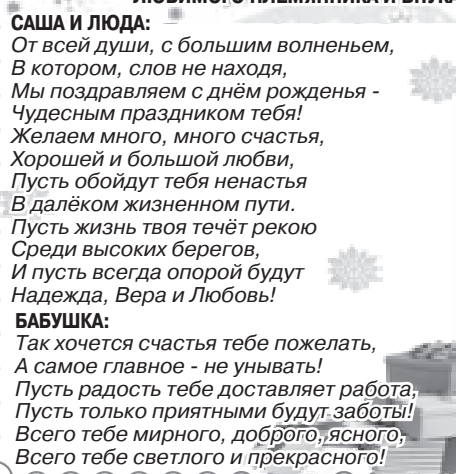 ЛЮБИМОГО ПЛЕМЯННИКА И ВНУКА
САША И ЛЮДА:
От всей души, с большим волненьем,
В котором, слов не находя,
Мы поздравляем с днём рожденья -
Чудесным праздником тебя!
Желаем много, много счастья,
Хорошей и большой любви,
Пусть обойдут тебя ненастья
В далёком жизненном пути.
Пусть жизнь твоя течёт рекою
Среди высоких берегов,
И пусть всегда опорой будут
Надежда, Вера и Любовь!
БАБУШКА:
Так хочется счастья тебе пожелать,
А самое главное - не унывать!
Пусть радость тебе доставляет работа,
Пусть только приятными будут заботы!
Всего тебе мирного, доброго, ясного,
Всего тебе светлого и прекрасного!